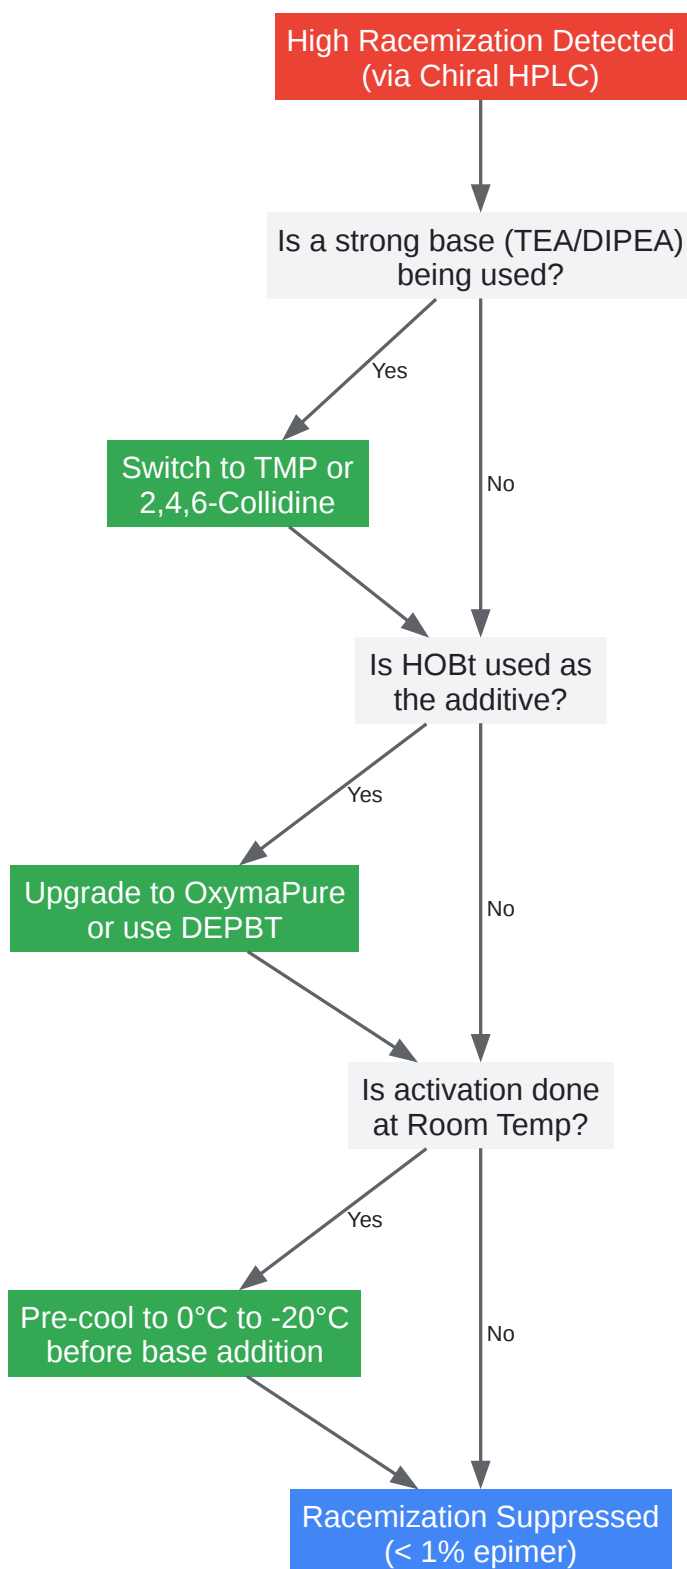 High Racemization Detected
(via Chiral HPLC)
Is a strong base (TEA/DIPEA)
being used?
Yes
Switch to TMP or
2,4,6-Collidine
No
Is HOBt used as
the additive?
Yes
Upgrade to OxymaPure
or use DEPBT
No
Is activation done
at Room Temp?
Yes
Pre-cool to 0°C to -20°C
before base addition
No
Racemization Suppressed
(< 1% epimer)